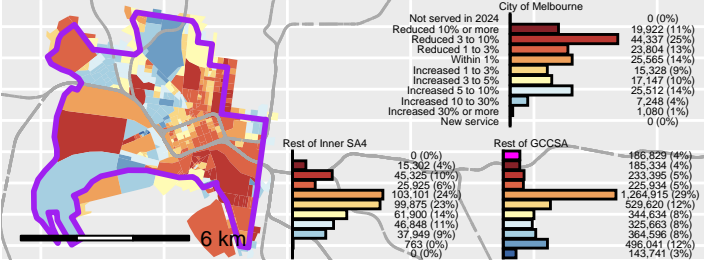 City of Melbourne
Not served in 2024 0 (0%)
Reduced 10% or more 19,922 (11%)
Reduced 3 to 10% 44,337 (25%)
Reduced 1 to 3% 23,804 (13%)
Within 1% 25,565 (14%)
Increased 1 to 3% 15,328 (9%)
Increased 3 to 5% 17,147 (10%)
Increased 5 to 10% 25,512 (14%)
Increased 10 to 30% 7,248 (4%)
Increased 30% or more 1,080 (1%)
New service 0 (0%)
Rest of Inner SA4
0 (0%)
15,302 (4%)
45,325 (10%)
25,925 (6%)
103,101 (24%)
99,875 (23%)
61,900 (14%)
46,848 (11%)
37,949 (9%)
763 (0%)
0 (0%)
Rest of GCCSA
186,829 (4%)
185,334 (4%)
233,395 (5%)
225,934 (5%)
1,264,915 (29%)
529,620 (12%)
344,634 (8%)
325,663 (8%)
364,596 (8%)
496,041 (12%)
143,741 (3%)
6 km